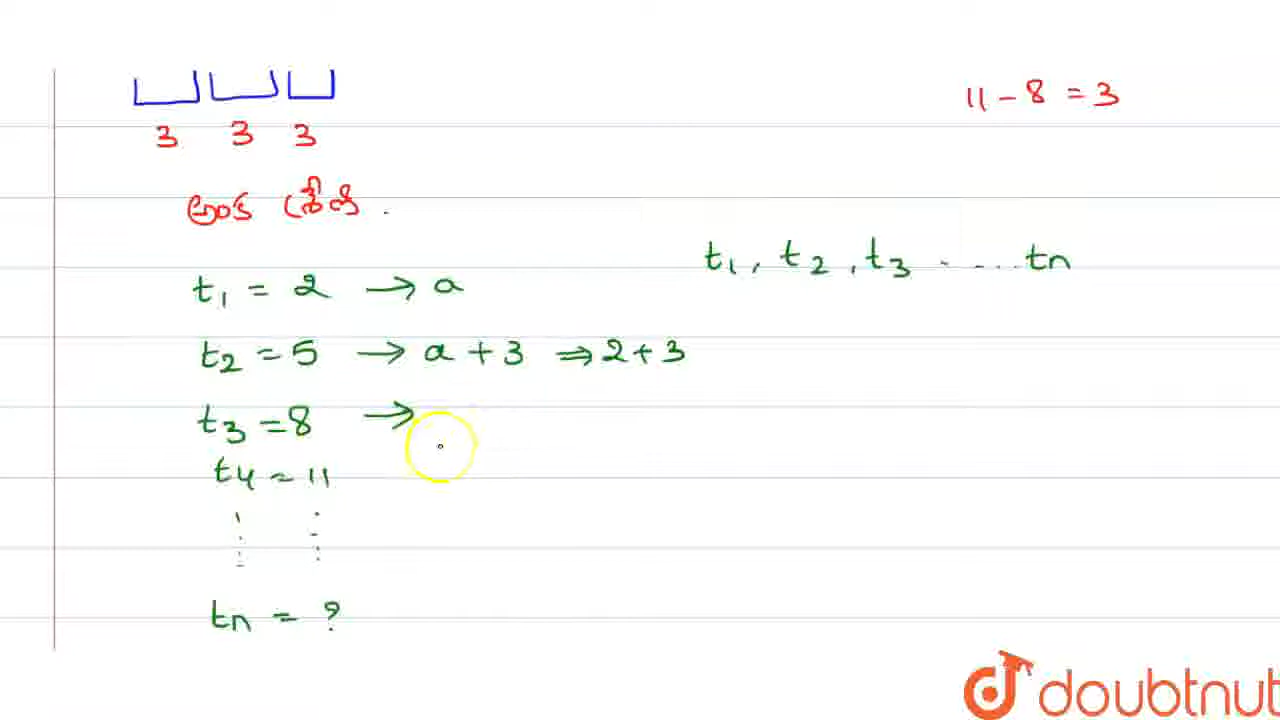 11 - 8 = 3
3 3 3
అంక శ్రేఢి.
t₁, t₂, t₃ ..... tn
t₁ = 2 → a
t₂ = 5 → a + 3 ⇒ 2 + 3
t₃ = 8 →
t₄ = 11
tn = ?
doubtnut